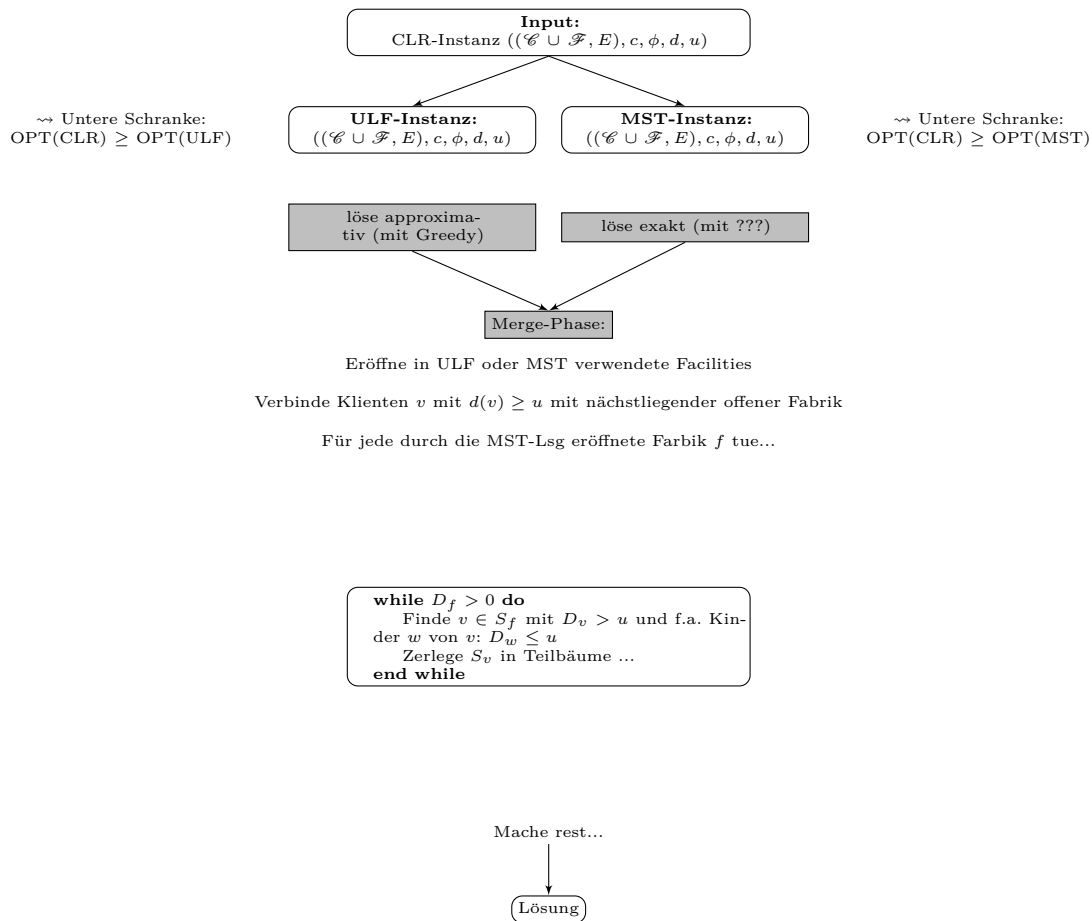 Input:
CLR-Instanz ((𝒞 ∪ ℱ, E), c, ϕ, d, u)
⇝ Untere Schranke:
OPT(CLR) ≥ OPT(ULF)
ULF-Instanz:
((𝒞 ∪ ℱ, E), c, ϕ, d, u)
MST-Instanz:
((𝒞 ∪ ℱ, E), c, ϕ, d, u)
⇝ Untere Schranke:
OPT(CLR) ≥ OPT(MST)
löse approxima-
tiv (mit Greedy)
löse exakt (mit ???)
Merge-Phase:
Eröffne in ULF oder MST verwendete Facilities
Verbinde Klienten v mit d(v) ≥ u mit nächstliegender offener Fabrik
Für jede durch die MST-Lsg eröffnete Farbik f tue...
while D_f > 0 do
Finde v ∈ S_f mit D_v > u und f.a. Kin-
der w von v: D_w ≤ u
Zerlege S_v in Teilbäume ...
end while
Mache rest...
Lösung